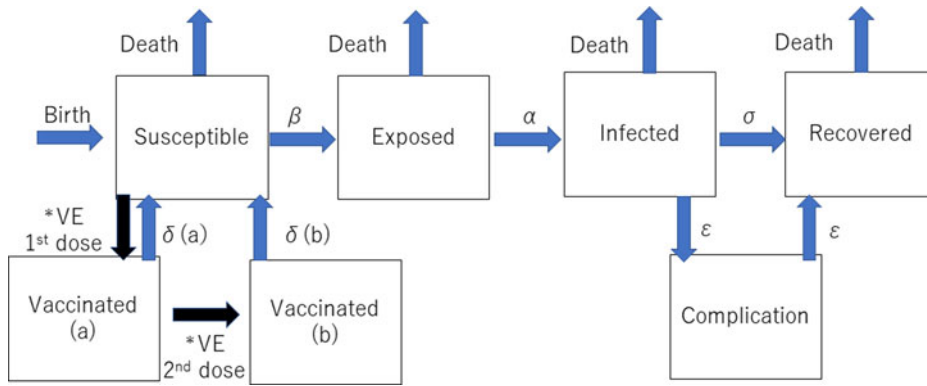 Death
Death
Death
Death
Birth
Susceptible
β
Exposed
α
Infected
σ
Recovered
*VE
1st dose
δ (a)
δ (b)
ε
ε
Vaccinated
(a)
*VE
2nd dose
Vaccinated
(b)
Complication